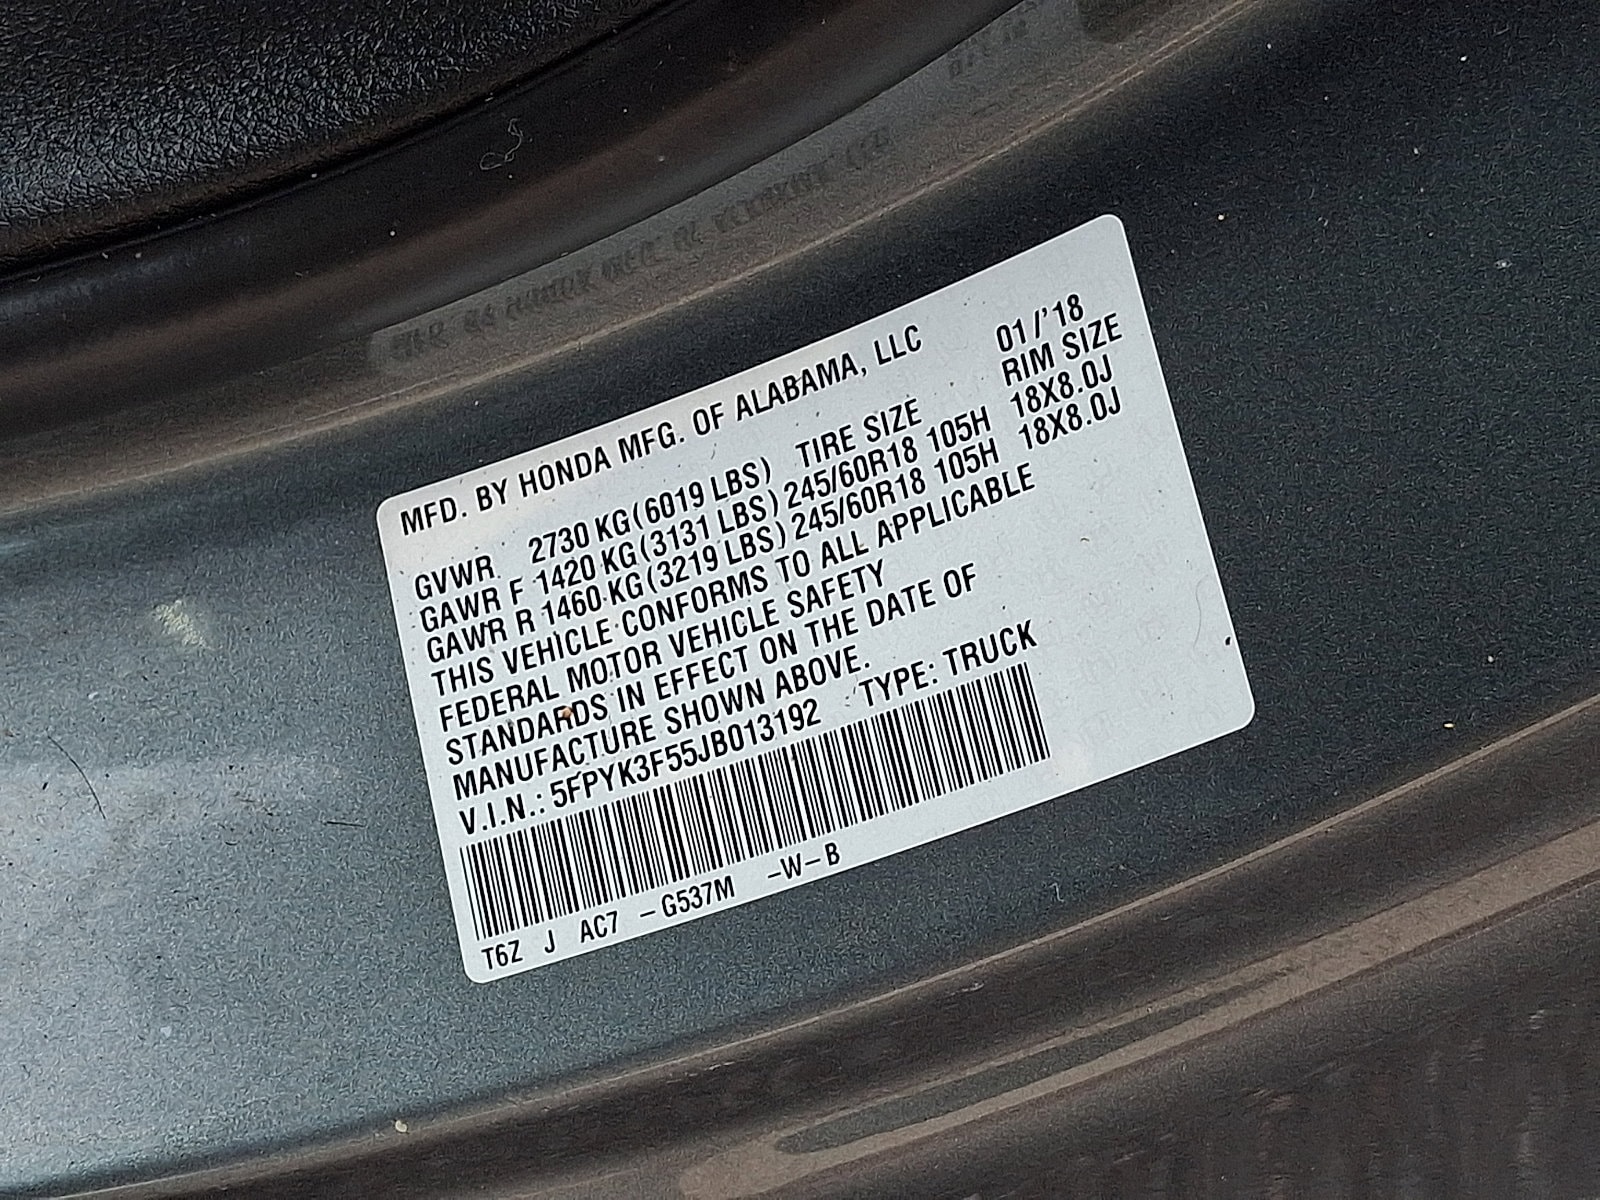 MFD. BY HONDA MFG. OF ALABAMA, LLC 01/'18
GVWR 2730 KG(6019 LBS) TIRE SIZE RIM SIZE
GAWR F 1420 KG(3131 LBS) 245/60R18 105H 18X8.0J
GAWR R 1460 KG(3219 LBS) 245/60R18 105H 18X8.0J
THIS VEHICLE CONFORMS TO ALL APPLICABLE
FEDERAL MOTOR VEHICLE SAFETY
STANDARDS IN EFFECT ON THE DATE OF
MANUFACTURE SHOWN ABOVE.
V.I.N.: 5FPYK3F55JB013192 TYPE: TRUCK
T6Z J AC7 -G537M -W-B